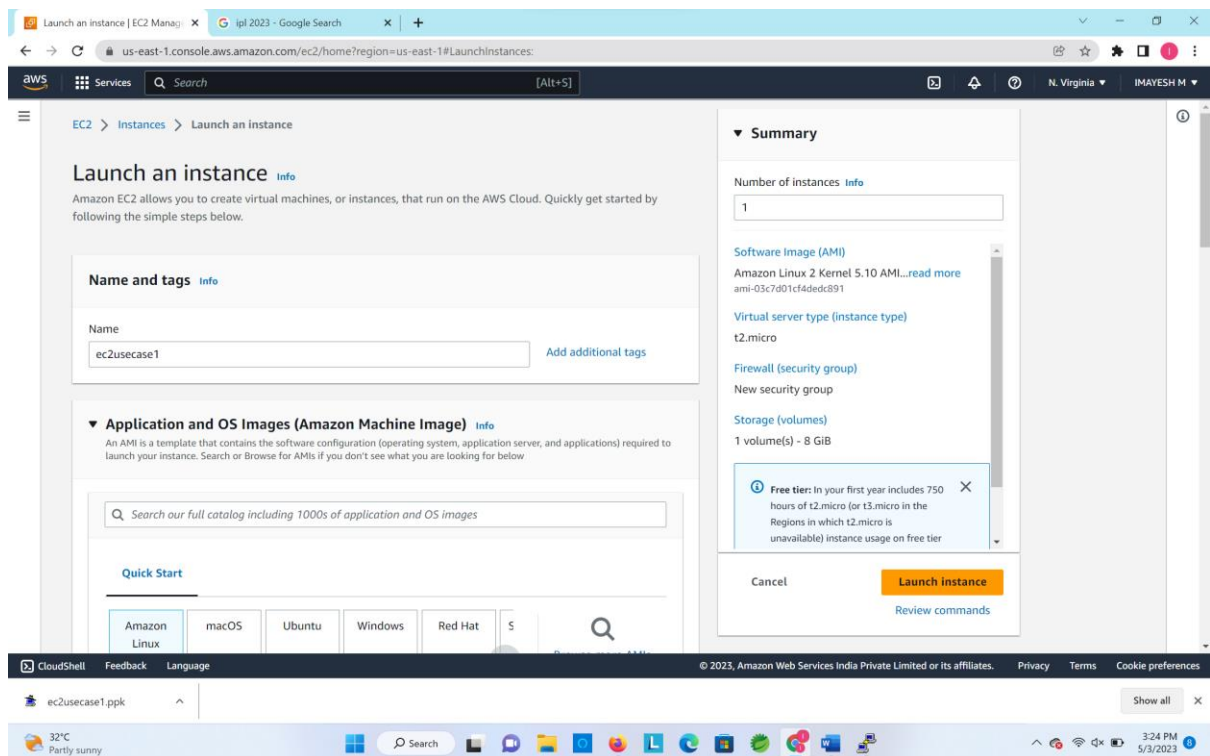 Launch an instance | EC2 Manag
ipl 2023 - Google Search
us-east-1.console.aws.amazon.com/ec2/home?region=us-east-1#LaunchInstances:
aws
Services
Search
[Alt+S]
N. Virginia
IMAYESH M
EC2 > Instances > Launch an instance
Launch an instance Info
Amazon EC2 allows you to create virtual machines, or instances, that run on the AWS Cloud. Quickly get started by
following the simple steps below.
Name and tags Info
Name
ec2usecase1
Add additional tags
Application and OS Images (Amazon Machine Image) Info
An AMI is a template that contains the software configuration (operating system, application server, and applications) required to
launch your instance. Search or Browse for AMIs if you don't see what you are looking for below
Search our full catalog including 1000s of application and OS images
Quick Start
Amazon
Linux
macOS
Ubuntu
Windows
Red Hat
S
Summary
Number of instances Info
1
Software Image (AMI)
Amazon Linux 2 Kernel 5.10 AMI...read more
ami-03c7d01cf4dedc891
Virtual server type (instance type)
t2.micro
Firewall (security group)
New security group
Storage (volumes)
1 volume(s) - 8 GiB
Free tier: In your first year includes 750
hours of t2.micro (or t3.micro in the
Regions in which t2.micro is
unavailable) instance usage on free tier
Cancel
Launch instance
Review commands
CloudShell
Feedback
Language
© 2023, Amazon Web Services India Private Limited or its affiliates.
Privacy
Terms
Cookie preferences
ec2usecase1.ppk
Show all
32°C
Partly sunny
Search
3:24 PM
5/3/2023
8